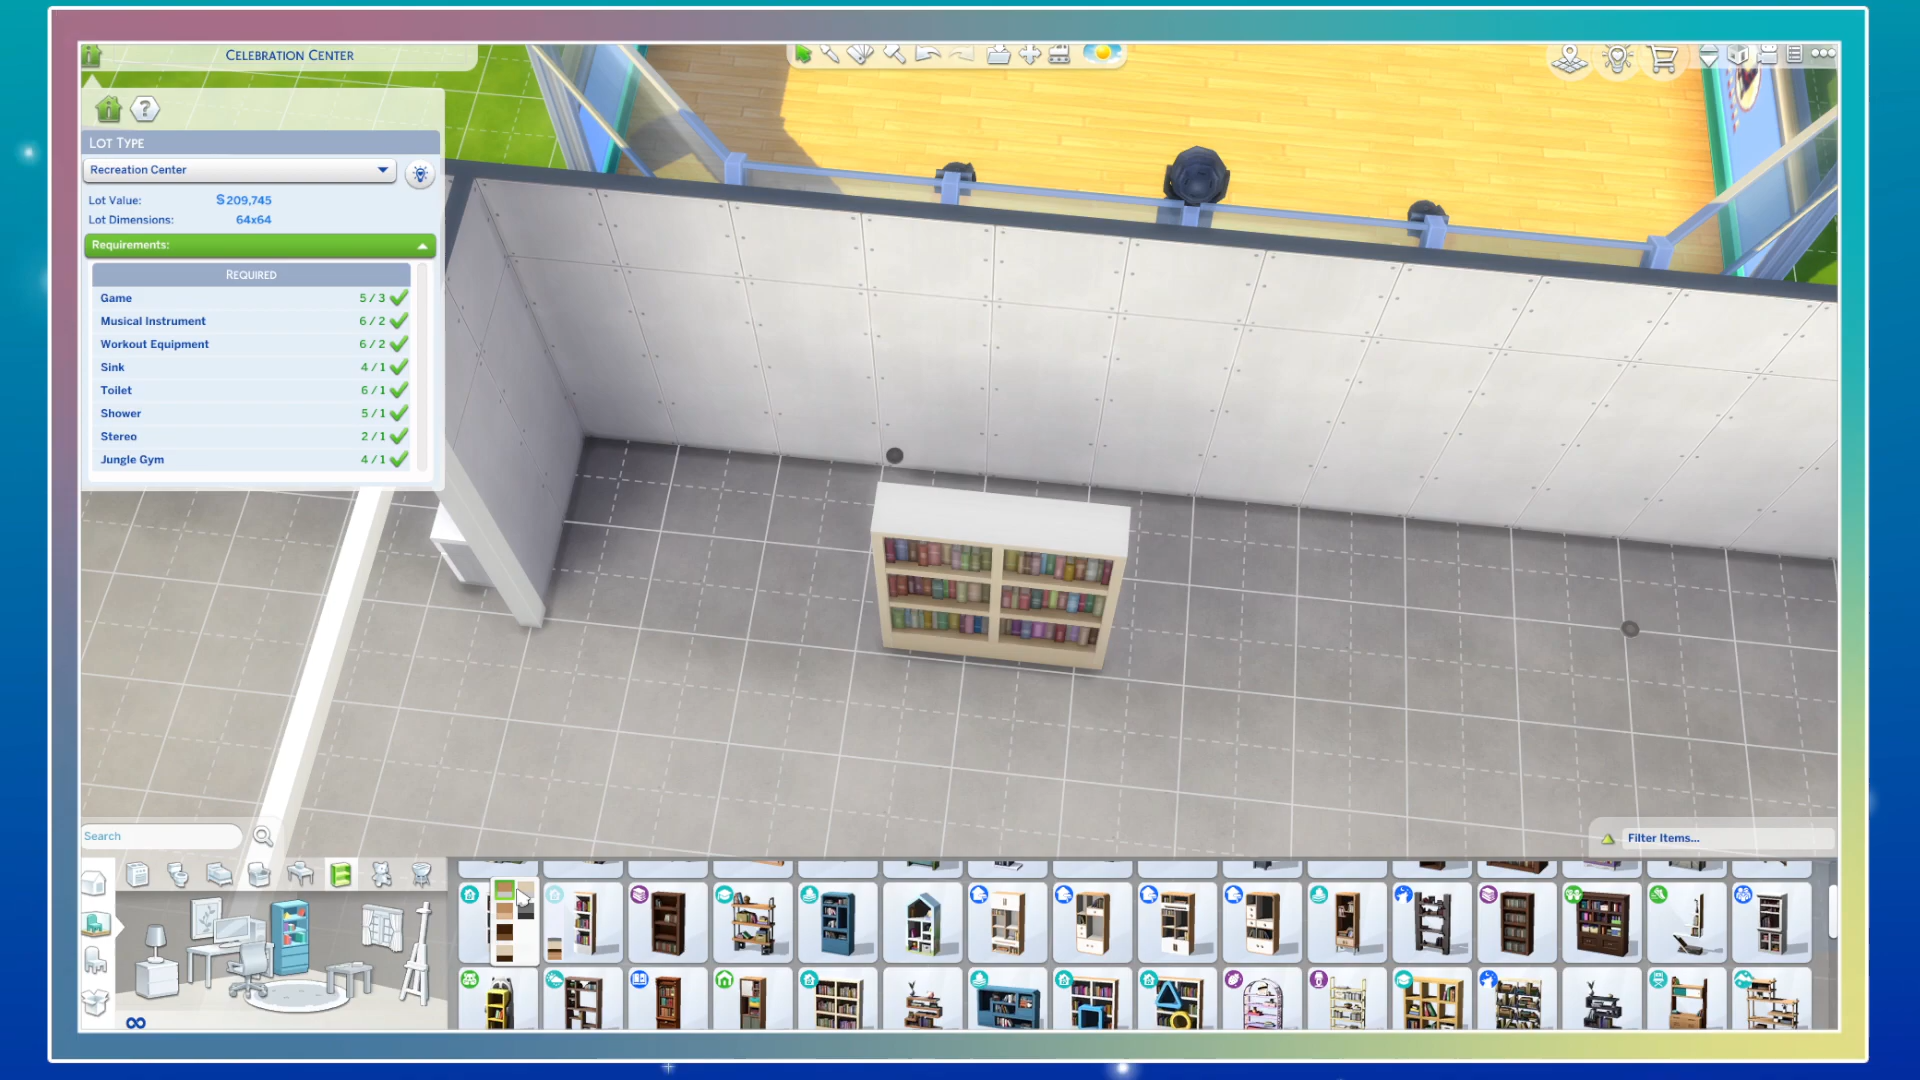 CELEBRATION CENTER
LOT TYPE
Recreation Center
Lot Value: §209,745
Lot Dimensions: 64x64
Requirements:
REQUIRED
Game 5 / 3
Musical Instrument 6 / 2
Workout Equipment 6 / 2
Sink 4 / 1
Toilet 6 / 1
Shower 5 / 1
Stereo 2 / 1
Jungle Gym 4 / 1
Search
Filter Items...